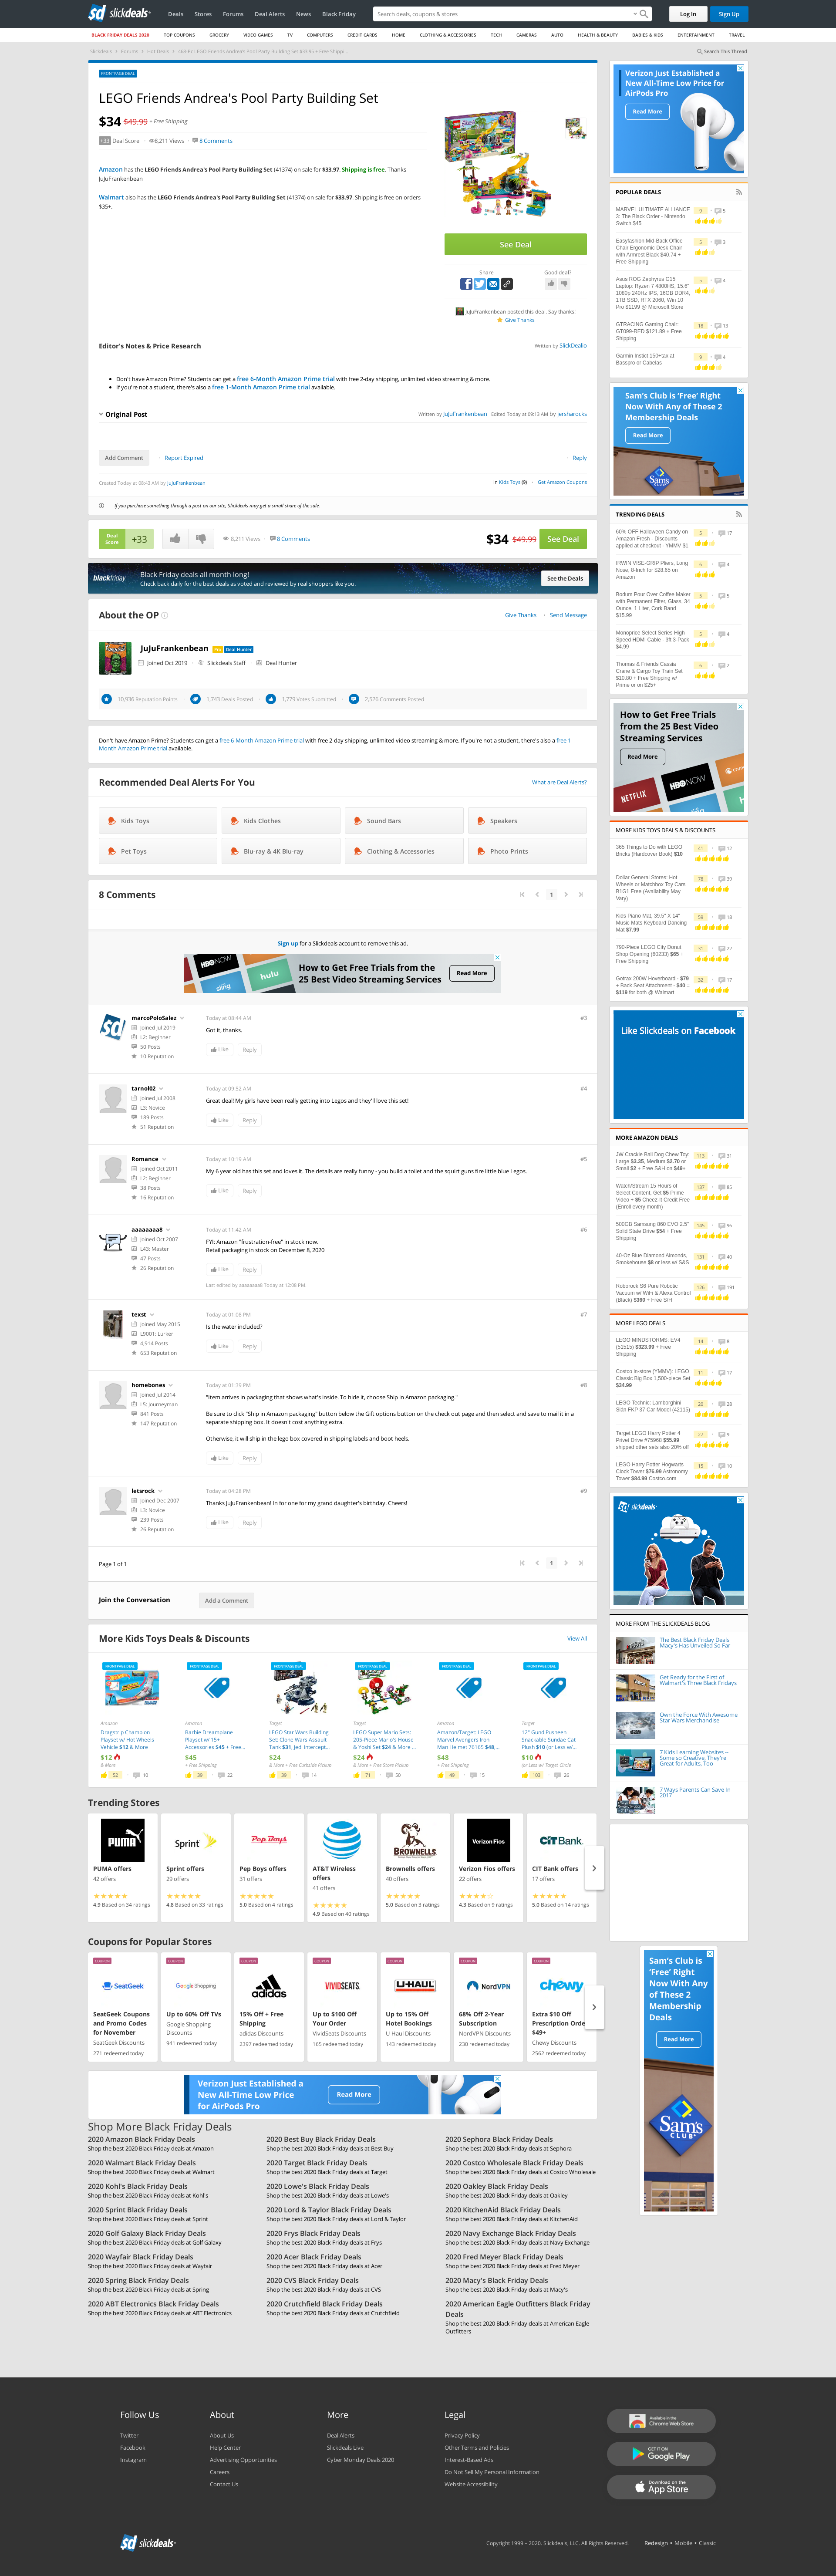 slickdeals
Deals
Stores
Forums
Deal Alerts
News
Black Friday
Search deals, coupons & stores
Log In
Sign Up
BLACK FRIDAY DEALS 2020
TOP COUPONS
GROCERY
VIDEO GAMES
TV
COMPUTERS
CREDIT CARDS
HOME
CLOTHING & ACCESSORIES
TECH
CAMERAS
AUTO
HEALTH & BEAUTY
BABIES & KIDS
ENTERTAINMENT
TRAVEL
Slickdeals
Forums
Hot Deals
Search This Thread
FRONTPAGE DEAL
LEGO Friends Andrea's Pool Party Building Set
$34 $49.99 + Free Shipping
+33 Deal Score
8,211 Views
8 Comments
Amazon has the LEGO Friends Andrea's Pool Party Building Set (41374) on sale for $33.97. Shipping is free. Thanks
JuJuFrankenbean
Walmart also has the LEGO Friends Andrea's Pool Party Building Set (41374) on sale for $33.97. Shipping is free on orders
$35+.
See Deal
Share
Good deal?
JuJuFrankenbean posted this deal. Say thanks!
Give Thanks
Editor's Notes & Price Research
Written by SlickDealio
Don't have Amazon Prime? Students can get a free 6-Month Amazon Prime trial with free 2-day shipping, unlimited video streaming & more.
If you're not a student, there's also a free 1-Month Amazon Prime trial available.
Original Post
Written by JuJuFrankenbean Edited Today at 09:13 AM by jersharocks
Add Comment
Report Expired
Reply
Created Today at 08:43 AM by JuJuFrankenbean
Kids Toys (9)
Get Amazon Coupons
If you purchase something through a post on our site, Slickdeals may get a small share of the sale.
Deal
Score
+33
8,211 Views
8 Comments
$34 $49.99
See Deal
blackfriday
Black Friday deals all month long!
Check back daily for the best deals as voted and reviewed by real shoppers like you.
See the Deals
About the OP
Give Thanks
Send Message
JuJuFrankenbean
Pro
Deal Hunter
Joined Oct 2019
Slickdeals Staff
Deal Hunter
10,936 Reputation Points
1,743 Deals Posted
1,779 Votes Submitted
2,526 Comments Posted
Don't have Amazon Prime? Students can get a free 6-Month Amazon Prime trial with free 2-day shipping, unlimited video streaming & more. If you're not a student, there's also a free 1-
Month Amazon Prime trial available.
Recommended Deal Alerts For You
What are Deal Alerts?
Kids Toys
Kids Clothes
Sound Bars
Speakers
Pet Toys
Blu-ray & 4K Blu-ray
Clothing & Accessories
Photo Prints
8 Comments
1
Sign up for a Slickdeals account to remove this ad.
HBO NOW
sling
hulu
How to Get Free Trials from the
25 Best Video Streaming Services
Read More
marcoPoloSalez
Joined Jul 2019
L2: Beginner
50 Posts
10 Reputation
Today at 08:44 AM
#3
Got it, thanks.
Like
Reply
tarnol02
Joined Jul 2008
L3: Novice
189 Posts
51 Reputation
Today at 09:52 AM
#4
Great deal! My girls have been really getting into Legos and they'll love this set!
Like
Reply
Romance
Joined Oct 2011
L2: Beginner
38 Posts
16 Reputation
Today at 10:19 AM
#5
My 6 year old has this set and loves it. The details are really funny - you build a toilet and the squirt guns fire little blue Legos.
Like
Reply
aaaaaaaa8
Joined Oct 2007
L43: Master
47 Posts
26 Reputation
Today at 11:42 AM
#6
FYI: Amazon "frustration-free" in stock now.
Retail packaging in stock on December 8, 2020
Like
Reply
Last edited by aaaaaaaa8 Today at 12:08 PM.
texst
Joined May 2015
L9001: Lurker
4,914 Posts
653 Reputation
Today at 01:08 PM
#7
Is the water included?
Like
Reply
homebones
Joined Jul 2014
L5: Journeyman
841 Posts
147 Reputation
Today at 01:39 PM
#8
"Item arrives in packaging that shows what's inside. To hide it, choose Ship in Amazon packaging."
Be sure to click "Ship in Amazon packaging" button below the Gift options button on the check out page and then select and save to mail it in a
separate shipping box. It doesn't cost anything extra.
Otherwise, it will ship in the lego box covered in shipping labels and boot heels.
Like
Reply
letsrock
Joined Dec 2007
L3: Novice
239 Posts
26 Reputation
Today at 04:28 PM
#9
Thanks JuJuFrankenbean! In for one for my grand daughter's birthday. Cheers!
Like
Reply
Page 1 of 1
1
Join the Conversation
Add a Comment
More Kids Toys Deals & Discounts
View All
FRONTPAGE DEAL
Amazon
Dragstrip Champion
Playset w/ Hot Wheels
Vehicle $12 & More
$12
& More
52
10
FRONTPAGE DEAL
Amazon
Barbie Dreamplane
Playset w/ 15+
Accessories $45 + Free...
$45
+ Free Shipping
39
22
FRONTPAGE DEAL
Target
LEGO Star Wars Building
Set: Clone Wars Assault
Tank $31, Jedi Intercept...
$24
& More + Free Curbside Pickup
39
14
FRONTPAGE DEAL
Target
LEGO Super Mario Sets:
205-Piece Mario's House
& Yoshi Set $24 & More ...
$24
& More + Free Store Pickup
71
50
FRONTPAGE DEAL
Amazon
Amazon/Target: LEGO
Marvel Avengers Iron
Man Helmet 76165 $48...
$48
+ Free Shipping
49
15
FRONTPAGE DEAL
Target
12" Gund Pusheen
Snackable Sundae Cat
Plush $10 (or Less w/...
$10
(or Less w/ Target Circle
103
26
Trending Stores
PUMA offers
42 offers
4.9 Based on 34 ratings
Sprint offers
29 offers
4.8 Based on 33 ratings
Pep Boys offers
31 offers
5.0 Based on 4 ratings
AT&T Wireless
offers
41 offers
4.9 Based on 40 ratings
Brownells offers
40 offers
5.0 Based on 3 ratings
Verizon Fios offers
22 offers
4.3 Based on 9 ratings
CIT Bank offers
17 offers
5.0 Based on 14 ratings
Coupons for Popular Stores
COUPON
SeatGeek Coupons
and Promo Codes
for November
SeatGeek Discounts
271 redeemed today
COUPON
Up to 60% Off TVs
Google Shopping
Discounts
941 redeemed today
COUPON
15% Off + Free
Shipping
adidas Discounts
2397 redeemed today
COUPON
Up to $100 Off
Your Order
VividSeats Discounts
165 redeemed today
COUPON
Up to 15% Off
Hotel Bookings
U-Haul Discounts
143 redeemed today
COUPON
68% Off 2-Year
Subscription
NordVPN Discounts
230 redeemed today
COUPON
Extra $10 Off
Prescription Orde
$49+
Chewy Discounts
2562 redeemed today
Verizon Just Established a
New All-Time Low Price
for AirPods Pro
Read More
Shop More Black Friday Deals
2020 Amazon Black Friday Deals
Shop the best 2020 Black Friday deals at Amazon
2020 Best Buy Black Friday Deals
Shop the best 2020 Black Friday deals at Best Buy
2020 Sephora Black Friday Deals
Shop the best 2020 Black Friday deals at Sephora
2020 Walmart Black Friday Deals
Shop the best 2020 Black Friday deals at Walmart
2020 Target Black Friday Deals
Shop the best 2020 Black Friday deals at Target
2020 Costco Wholesale Black Friday Deals
Shop the best 2020 Black Friday deals at Costco Wholesale
2020 Kohl's Black Friday Deals
Shop the best 2020 Black Friday deals at Kohl's
2020 Lowe's Black Friday Deals
Shop the best 2020 Black Friday deals at Lowe's
2020 Oakley Black Friday Deals
Shop the best 2020 Black Friday deals at Oakley
2020 Sprint Black Friday Deals
Shop the best 2020 Black Friday deals at Sprint
2020 Lord & Taylor Black Friday Deals
Shop the best 2020 Black Friday deals at Lord & Taylor
2020 KitchenAid Black Friday Deals
Shop the best 2020 Black Friday deals at KitchenAid
2020 Golf Galaxy Black Friday Deals
Shop the best 2020 Black Friday deals at Golf Galaxy
2020 Frys Black Friday Deals
Shop the best 2020 Black Friday deals at Frys
2020 Navy Exchange Black Friday Deals
Shop the best 2020 Black Friday deals at Navy Exchange
2020 Wayfair Black Friday Deals
Shop the best 2020 Black Friday deals at Wayfair
2020 Acer Black Friday Deals
Shop the best 2020 Black Friday deals at Acer
2020 Fred Meyer Black Friday Deals
Shop the best 2020 Black Friday deals at Fred Meyer
2020 Spring Black Friday Deals
Shop the best 2020 Black Friday deals at Spring
2020 CVS Black Friday Deals
Shop the best 2020 Black Friday deals at CVS
2020 Macy's Black Friday Deals
Shop the best 2020 Black Friday deals at Macy's
2020 ABT Electronics Black Friday Deals
Shop the best 2020 Black Friday deals at ABT Electronics
2020 Crutchfield Black Friday Deals
Shop the best 2020 Black Friday deals at Crutchfield
2020 American Eagle Outfitters Black Friday
Deals
Shop the best 2020 Black Friday deals at American Eagle
Outfitters
Verizon Just Established a
New All-Time Low Price for
AirPods Pro
Read More
POPULAR DEALS
MARVEL ULTIMATE ALLIANCE
3: The Black Order - Nintendo
Switch $45
Easyfashion Mid-Back Office
Chair Ergonomic Desk Chair
with Armrest Black $40.74 +
Free Shipping
Asus ROG Zephyrus G15
Laptop: Ryzen 7 4800HS, 15.6"
1080p 240Hz IPS, 16GB DDR4,
1TB SSD, RTX 2060, Win 10
Pro $1199 @ Microsoft Store
GTRACING Gaming Chair:
GT099-RED $121.89 + Free
Shipping
Garmin Instict 150+tax at
Basspro or Cabelas
Sam's Club is 'Free' Right
Now With Any of These 2
Membership Deals
Read More
TRENDING DEALS
60% OFF Halloween Candy on
Amazon Fresh - Discounts
applied at checkout - YMMV $1
IRWIN VISE-GRIP Pliers, Long
Nose, 8-Inch for $28.65 on
Amazon
Bodum Pour Over Coffee Maker
with Permanent Filter, Glass, 34
Ounce, 1 Liter, Cork Band
$15.99
Monoprice Select Series High
Speed HDMI Cable - 3ft 3-Pack
$4.99
Thomas & Friends Cassia
Crane & Cargo Toy Train Set
$10.80 + Free Shipping w/
Prime or on $25+
How to Get Free Trials
from the 25 Best Video
Streaming Services
Read More
NETFLIX
HBO NOW
MORE KIDS TOYS DEALS & DISCOUNTS
365 Things to Do with LEGO
Bricks (Hardcover Book) $10
Dollar General Stores: Hot
Wheels or Matchbox Toy Cars
B1G1 Free (Availability May
Vary)
Kids Piano Mat, 39.5" X 14"
Music Mats Keyboard Dancing
Mat $7.99
790-Piece LEGO City Donut
Shop Opening (60233) $65 +
Free Shipping
Gotrax 200W Hoverboard - $79
+ Back Seat Attachment - $40 =
$119 for both @ Walmart
Like Slickdeals on Facebook
MORE AMAZON DEALS
JW Crackle Ball Dog Chew Toy:
Large $3.35, Medium $2.70 or
Small $2 + Free S&H on $49+
Watch/Stream 15 Hours of
Select Content, Get $5 Prime
Video + $5 Cheez-It Credit Free
(Enroll every month)
500GB Samsung 860 EVO 2.5"
Solid State Drive $54 + Free
Shipping
40-Oz Blue Diamond Almonds,
Smokehouse $8 or less w/ S&S
Roborock S6 Pure Robotic
Vacuum w/ WiFi & Alexa Control
(Black) $360 + Free S/H
MORE LEGO DEALS
LEGO MINDSTORMS: EV4
(51515) $323.99 + Free
Shipping
Costco in-store (YMMV): LEGO
Classic Big Box 1,500-piece Set
$34.99
LEGO Technic: Lamborghini
Sián FKP 37 Car Model (42115)
Target LEGO Harry Potter 4
Privet Drive #75968 $55.99
shipped other sets also 20% off
LEGO Harry Potter Hogwarts
Clock Tower $76.99 Astronomy
Tower $84.99 Costco.com
slickdeals
MORE FROM THE SLICKDEALS BLOG
The Best Black Friday Deals
Macy's Has Unveiled So Far
Get Ready for the First of
Walmart's Three Black Fridays
Own the Force With Awesome
Star Wars Merchandise
7 Kids Learning Websites --
Some so Creative, They're
Great for Adults, Too
7 Ways Parents Can Save In
2017
Sam's Club is
'Free' Right
Now With Any
of These 2
Membership
Deals
Read More
Sam's
CLUB
Follow Us
Twitter
Facebook
Instagram
About
About Us
Help Center
Advertising Opportunities
Careers
Contact Us
More
Deal Alerts
Slickdeals Live
Cyber Monday Deals 2020
Legal
Privacy Policy
Other Terms and Policies
Interest-Based Ads
Do Not Sell My Personal Information
Website Accessibility
Available in the
Chrome Web Store
GET IT ON
Google Play
Download on the
App Store
slickdeals
Copyright 1999 – 2020. Slickdeals, LLC. All Rights Reserved.
Redesign • Mobile • Classic